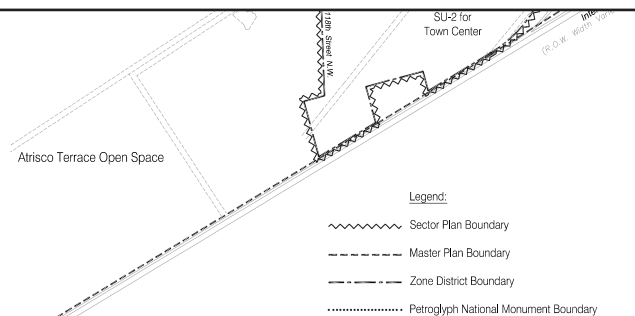 118th Street N.W.
SU-2 for
Town Center
(R.O.W. Width
Atrisco Terrace Open Space
Legend:
Sector Plan Boundary
Master Plan Boundary
Zone District Boundary
Petroglyph National Monument Boundary